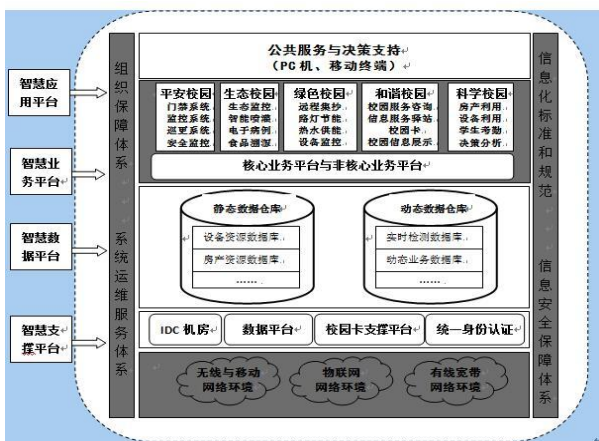 公共服务与决策支持
（PC机、移动终端）
智慧应
用平台
智慧业
务平台
智慧数
据平台
智慧支
撑平台
组织保障体系
系统运维服务体系
平安校园
门禁系统
监控系统
巡更系统
安全监控
生态校园
生态监控
智能喷灌
电子病例
食品溯源
绿色校园
远程集抄
路灯节能
热水供能
设备监控
和谐校园
校园服务咨询
信息服务驿站
校园卡
校园信息展示
科学校园
房产利用
设备利用
学生考勤
决策分析
核心业务平台与非核心业务平台
静态数据仓库
设备资源数据库
房产资源数据库
……
动态数据仓库
实时检测数据库
动态业务数据库
……
IDC 机房
数据平台
校园卡支撑平台
统一身份认证
无线与移动
网络环境
物联网
网络环境
有线宽带
网络环境
信息化标准和规范
信息安全保障体系